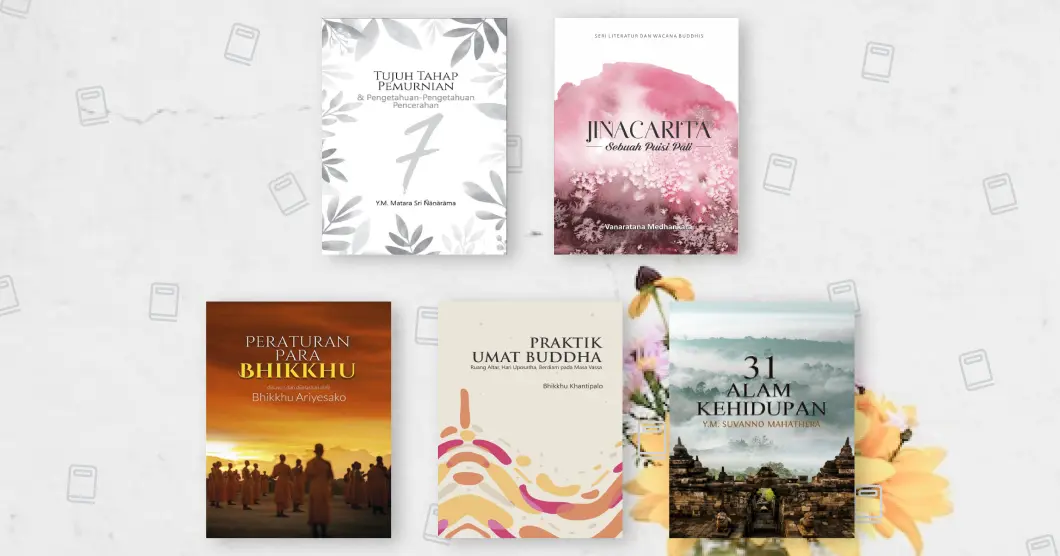 TUJUH TAHAP
PEMURNIAN
& Pengetahuan-Pengetahuan
Pencerahan
7
Y.M. Matara Sri Ñānārāma
SERI LITERATUR DAN WACANA BUDDHIS
JINACARITA
Sebuah Puisi Pali
Vanaratana Medhankara
PERATURAN
PARA
BHIKKHU
Bhikkhu Ariyesako
PRAKTIK
UMAT BUDDHA
Ruang Altar, Hari Uposatha, Berdiam pada Masa Vassa
Bhikkhu Khantipalo
31
ALAM
KEHIDUPAN
Y.M. SUVANNO MAHATHERA